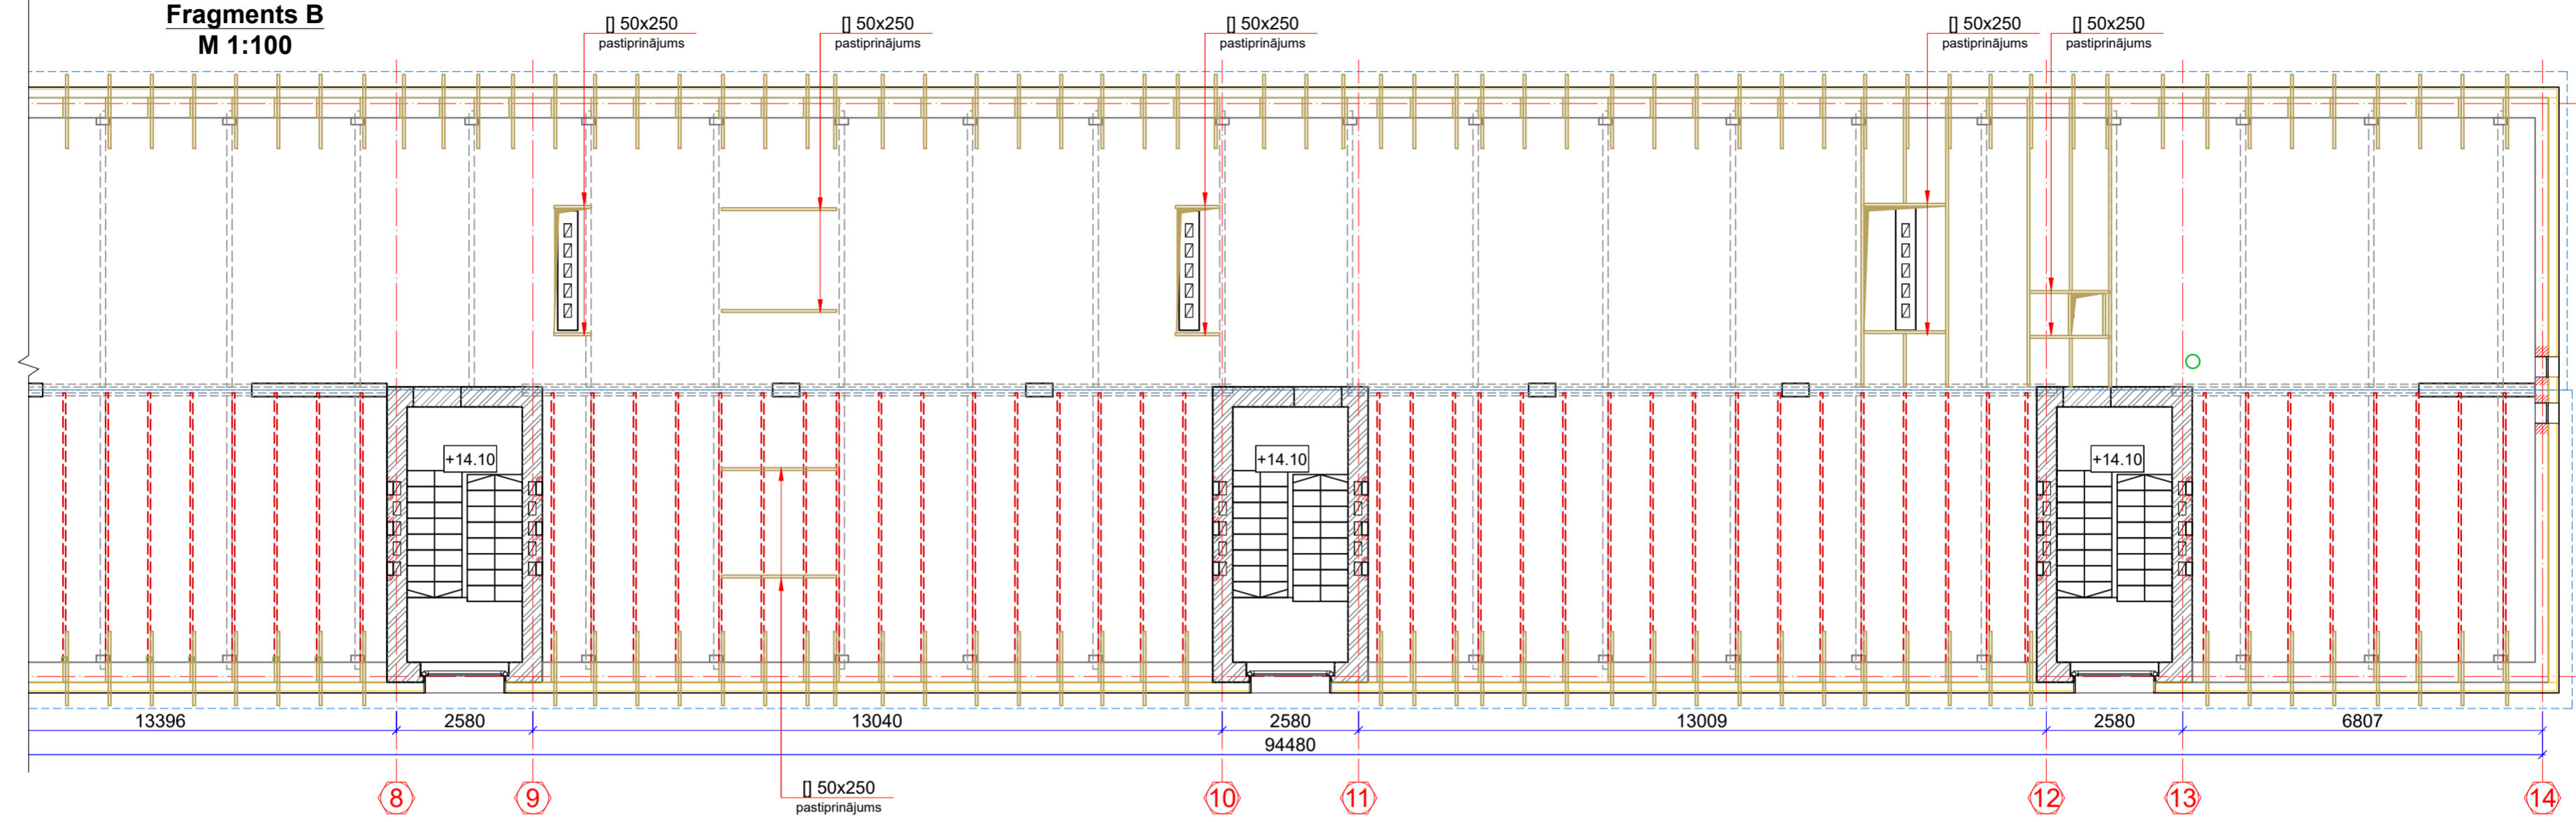 Fragments B
M 1:100
[] 50x250
pastiprinājums
[] 50x250
pastiprinājums
[] 50x250
pastiprinājums
[] 50x250
pastiprinājums
[] 50x250
pastiprinājums
+14.10
+14.10
+14.10
13396
2580
13040
2580
13009
2580
6807
94480
[] 50x250
pastiprinājums
8
9
10
11
12
13
14